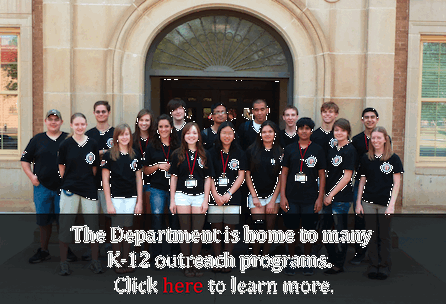 The Department is home to many
K-12 outreach programs.
Click here to learn more.